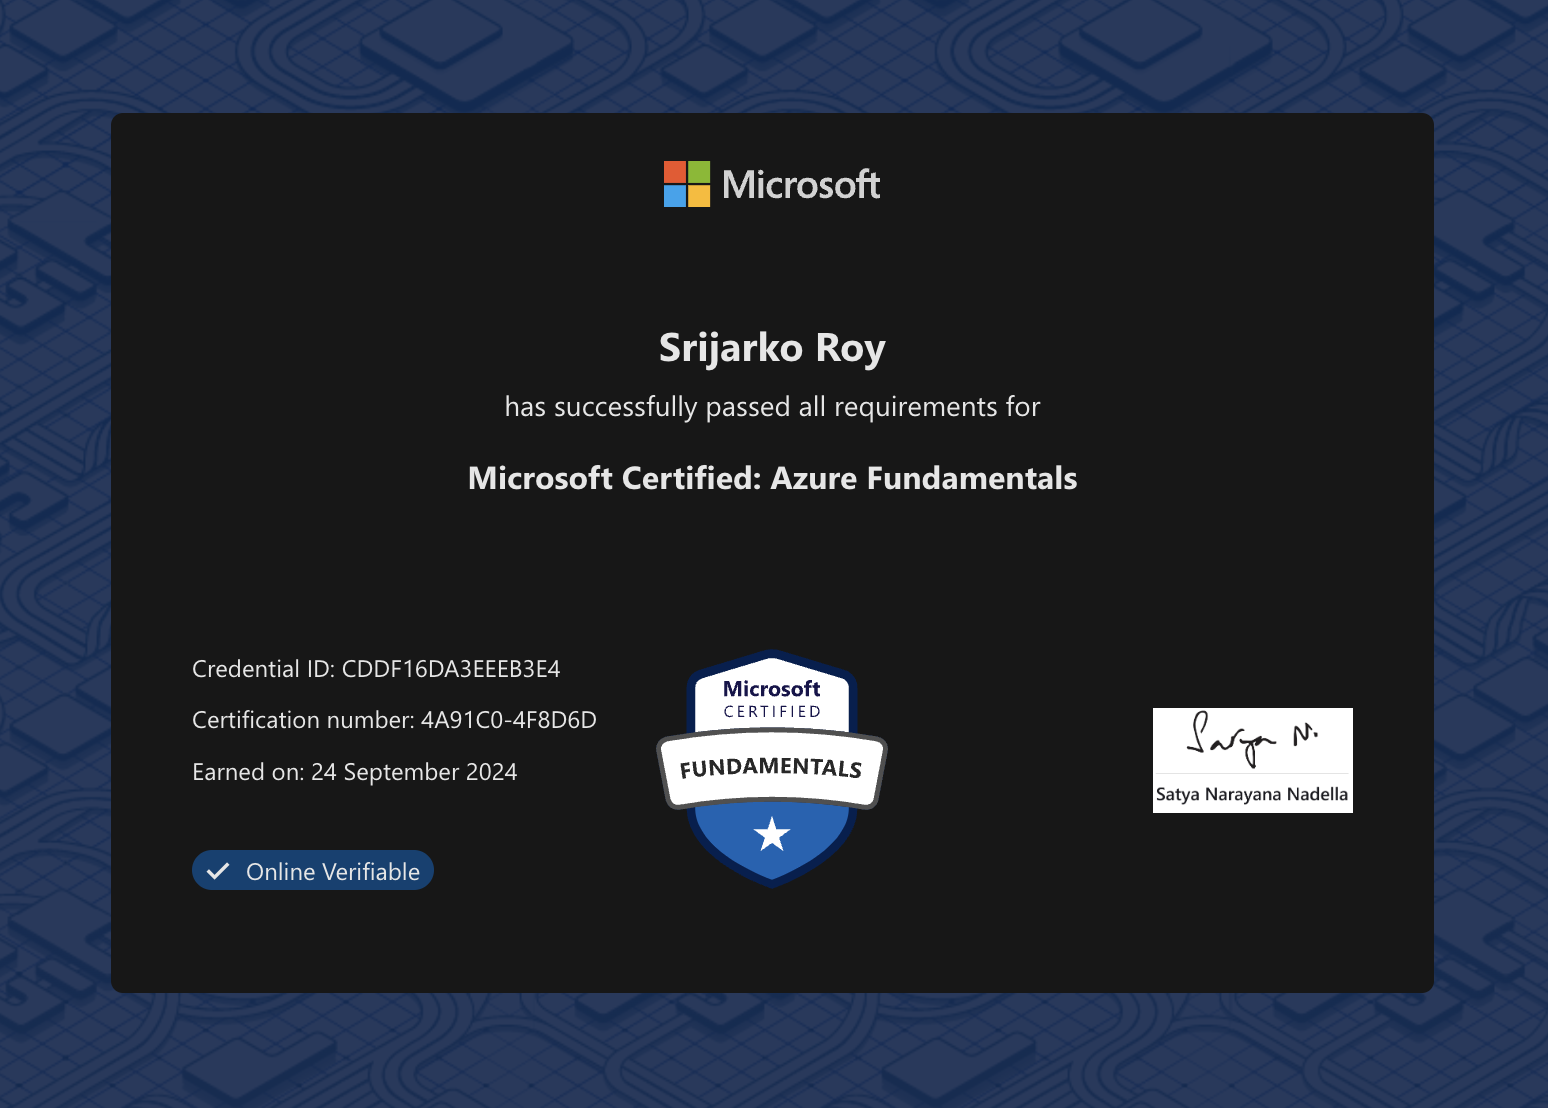 Microsoft
Srijarko Roy
has successfully passed all requirements for
Microsoft Certified: Azure Fundamentals
Credential ID: CDDF16DA3EEEB3E4
Certification number: 4A91C0-4F8D6D
Earned on: 24 September 2024
Online Verifiable
Microsoft
CERTIFIED
FUNDAMENTALS
Satya N.
Satya Narayana Nadella